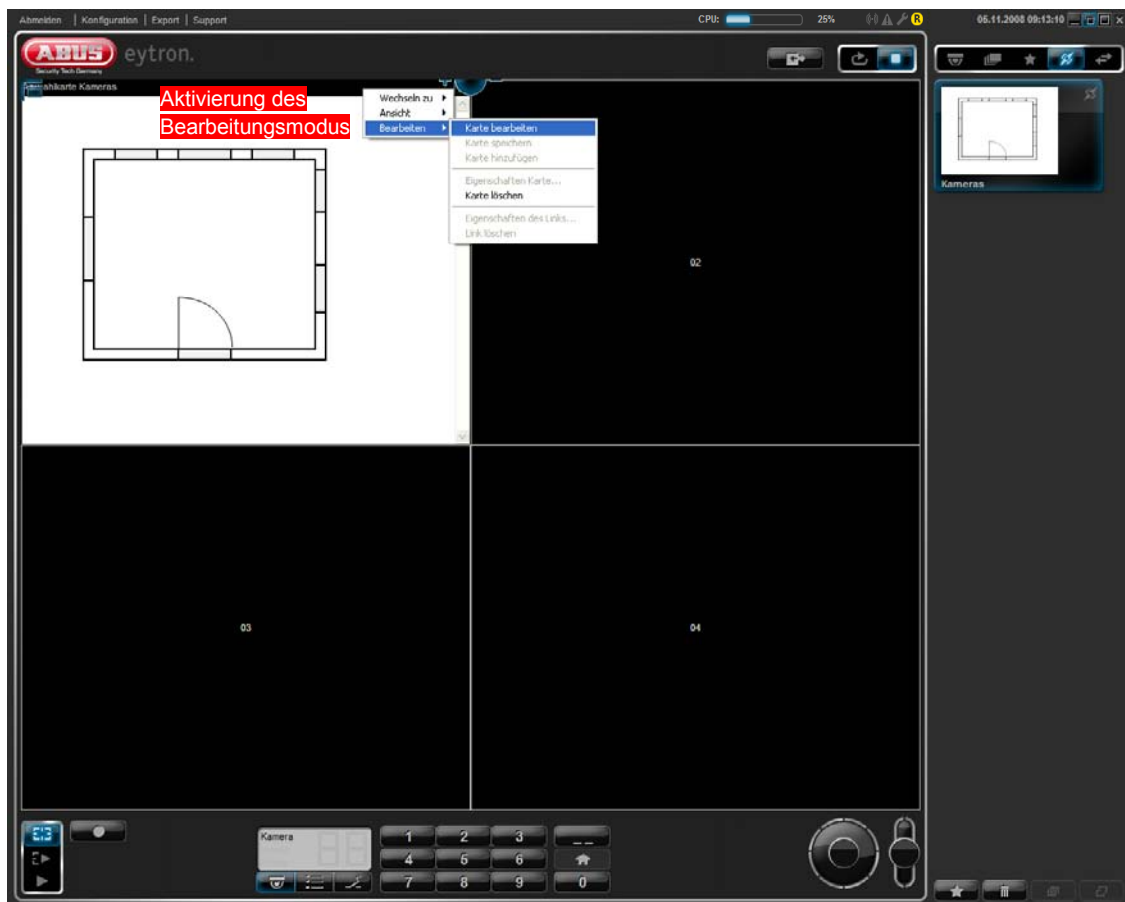 Abmelden | Konfiguration | Export | Support
CPU: 25% R 05.11.2008 09:13:10
ABUS eytron.
Security Tech Germany
Kameras
Aktivierung des
Bearbeitungsmodus
Wechseln zu
Ansicht
Bearbeiten
Karte bearbeiten
Karte speichern
Karte hinzufügen
Eigenschaften Karte...
Karte löschen
Eigenschaften des Links...
Link löschen
Kameras
02
03
04
Kamera
1 2 3 _ _
4 5 6
7 8 9 0